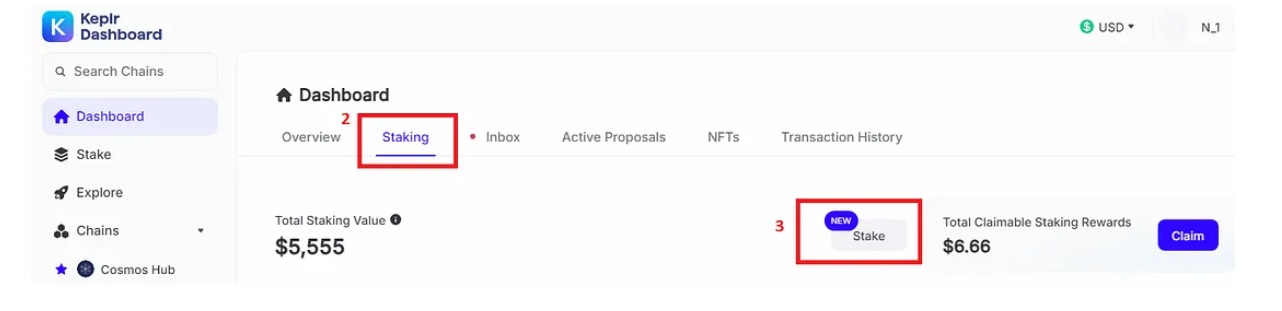 Keplr
Dashboard
USD
N_1
Search Chains
Dashboard
Stake
Explore
Chains
Cosmos Hub
Dashboard
2
Overview Staking Inbox Active Proposals NFTs Transaction History
Total Staking Value
$5,555
3
NEW
Stake
Total Claimable Staking Rewards
$6.66
Claim